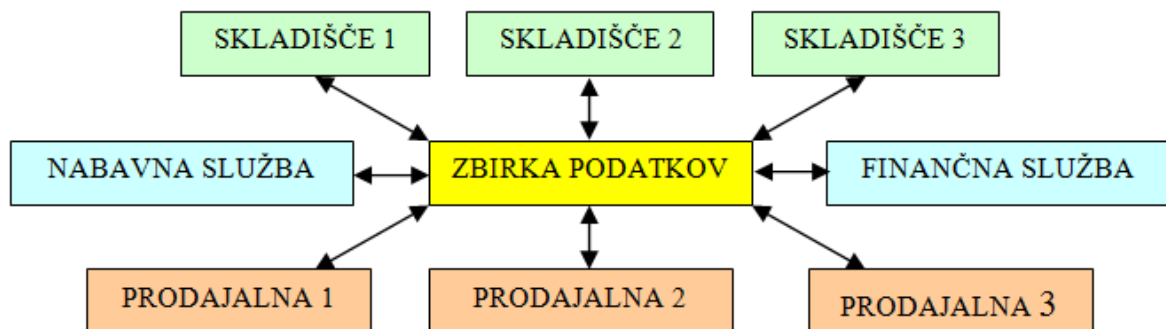 SKLADIŠČE 1
SKLADIŠČE 2
SKLADIŠČE 3
NABAVNA SLUŽBA
ZBIRKA PODATKOV
FINANČNA SLUŽBA
PRODAJALNA 1
PRODAJALNA 2
PRODAJALNA 3